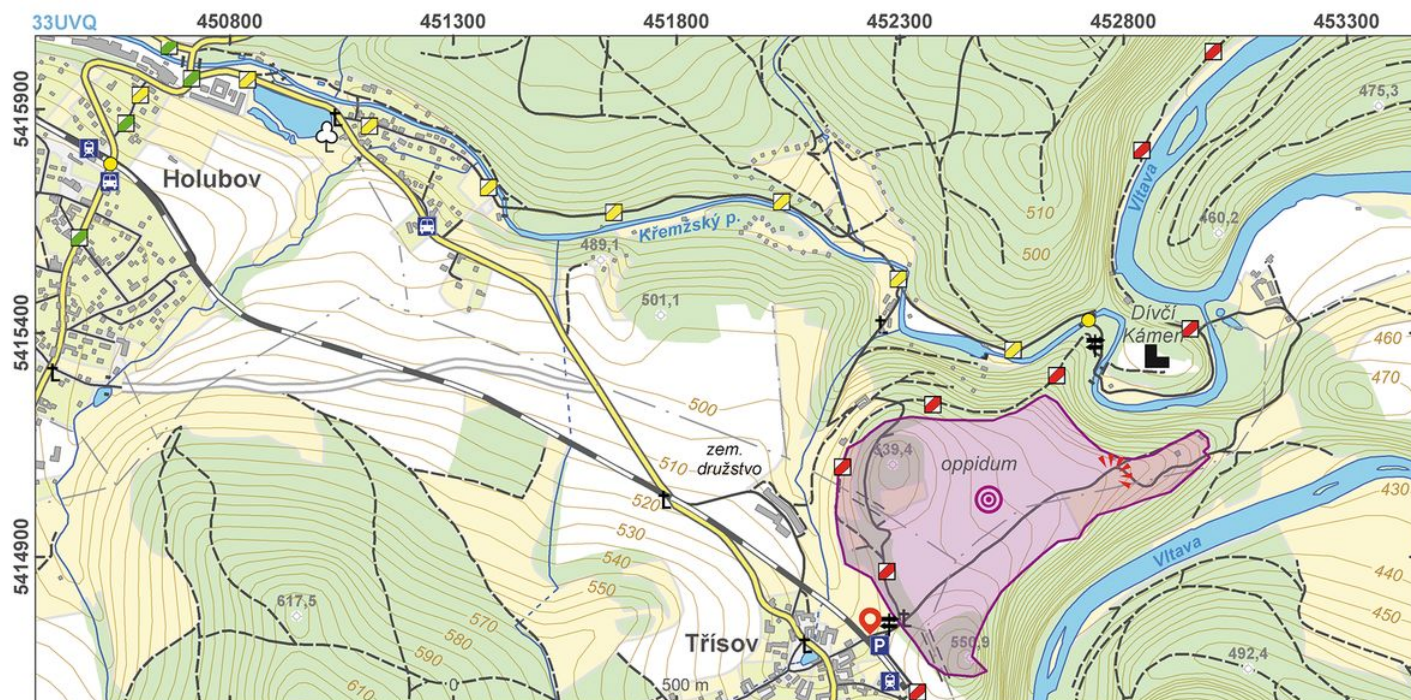 33UVQ
450800
451300
451800
452300
452800
453300
5415900
5415400
5414900
475,3
Holubov
Vltava
510
460,2
Křemžský p.
489,1
500
501,1
Dívčí
Kámen
460
470
500
zem.
družstvo
510
539,4
oppidum
520
430
530
540
Vltava
550
440
617,5
570
450
580
Třísov
P
550,9
590
492,4
610
0
500 m